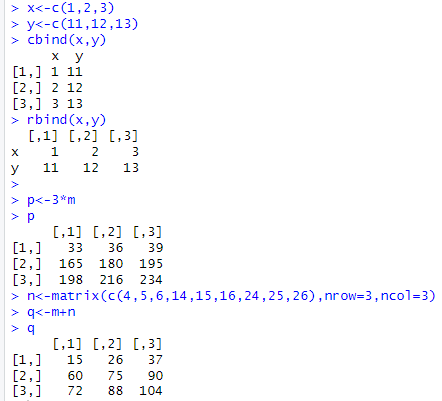 > x<-c(1,2,3)
> y<-c(11,12,13)
> cbind(x,y)
     x  y
[1,] 1 11
[2,] 2 12
[3,] 3 13
> rbind(x,y)
  [,1] [,2] [,3]
x    1    2    3
y   11   12   13
>
> p<-3*m
> p
     [,1] [,2] [,3]
[1,]   33   36   39
[2,]  165  180  195
[3,]  198  216  234
> n<-matrix(c(4,5,6,14,15,16,24,25,26),nrow=3,ncol=3)
> q<-m+n
> q
     [,1] [,2] [,3]
[1,]   15   26   37
[2,]   60   75   90
[3,]   72   88  104